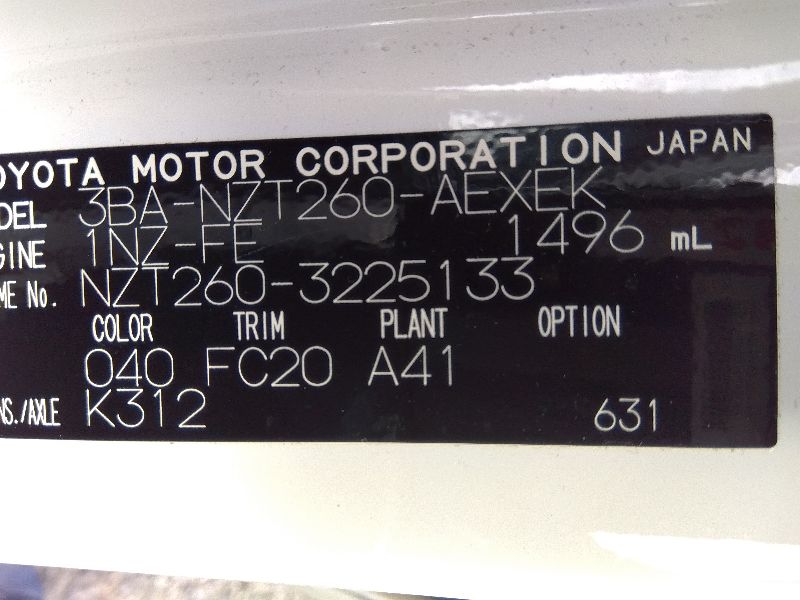 OYOTA MOTOR CORPORATION JAPAN
DEL 3BA-NZT260-AEXEK
GINE 1NZ-FE 1496 mL
ME No. NZT260-3225133
COLOR TRIM PLANT OPTION
040 FC20 A41
NS./AXLE K312 631